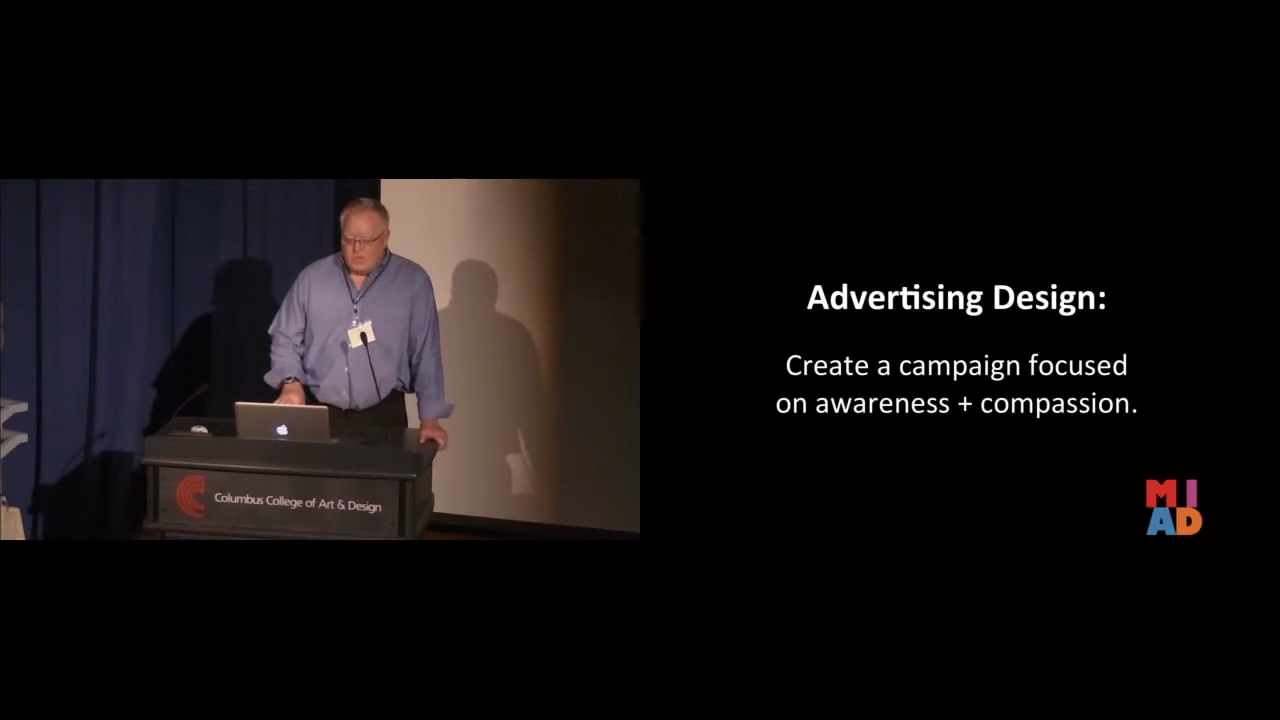 Advertising Design:
Create a campaign focused
on awareness + compassion.
MI
AD
Columbus College of Art & Design